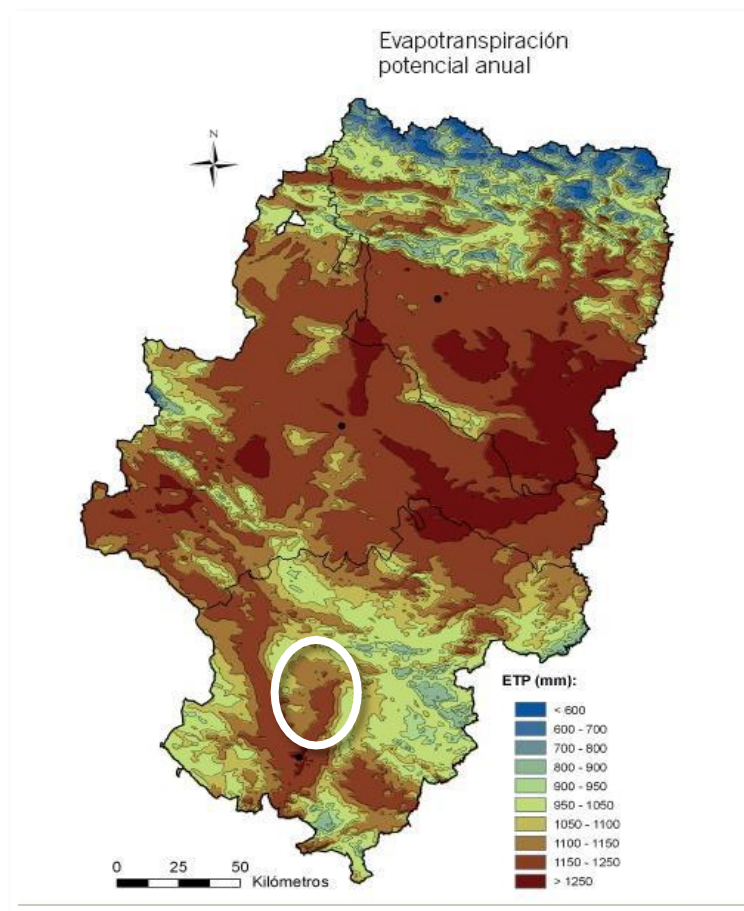 Evapotranspiración
potencial anual
N
ETP (mm):
< 600
600 - 700
700 - 800
800 - 900
900 - 950
950 - 1050
1050 - 1100
1100 - 1150
1150 - 1250
> 1250
0 25 50
Kilómetros